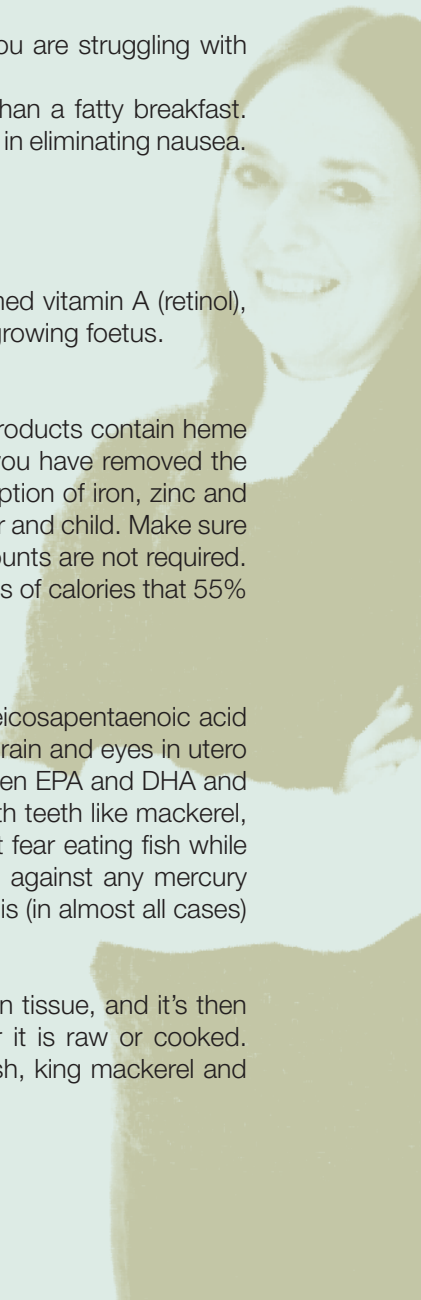 ou are struggling with
han a fatty breakfast.
in eliminating nausea.
ned vitamin A (retinol),
growing foetus.
roducts contain heme
you have removed the
ption of iron, zinc and
r and child. Make sure
ounts are not required.
s of calories that 55%
eicosapentaenoic acid
rain and eyes in utero
en EPA and DHA and
th teeth like mackerel,
t fear eating fish while
against any mercury
is (in almost all cases)
n tissue, and it’s then
r it is raw or cooked.
sh, king mackerel and